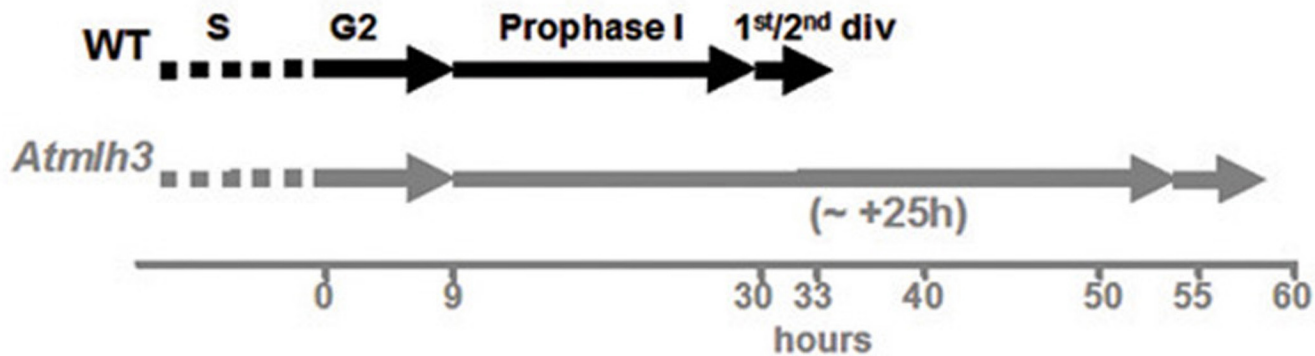 S G2 Prophase I 1st/2nd div
WT
Atmlh3
(~ +25h)
0 9 30 33 40 50 55 60
hours